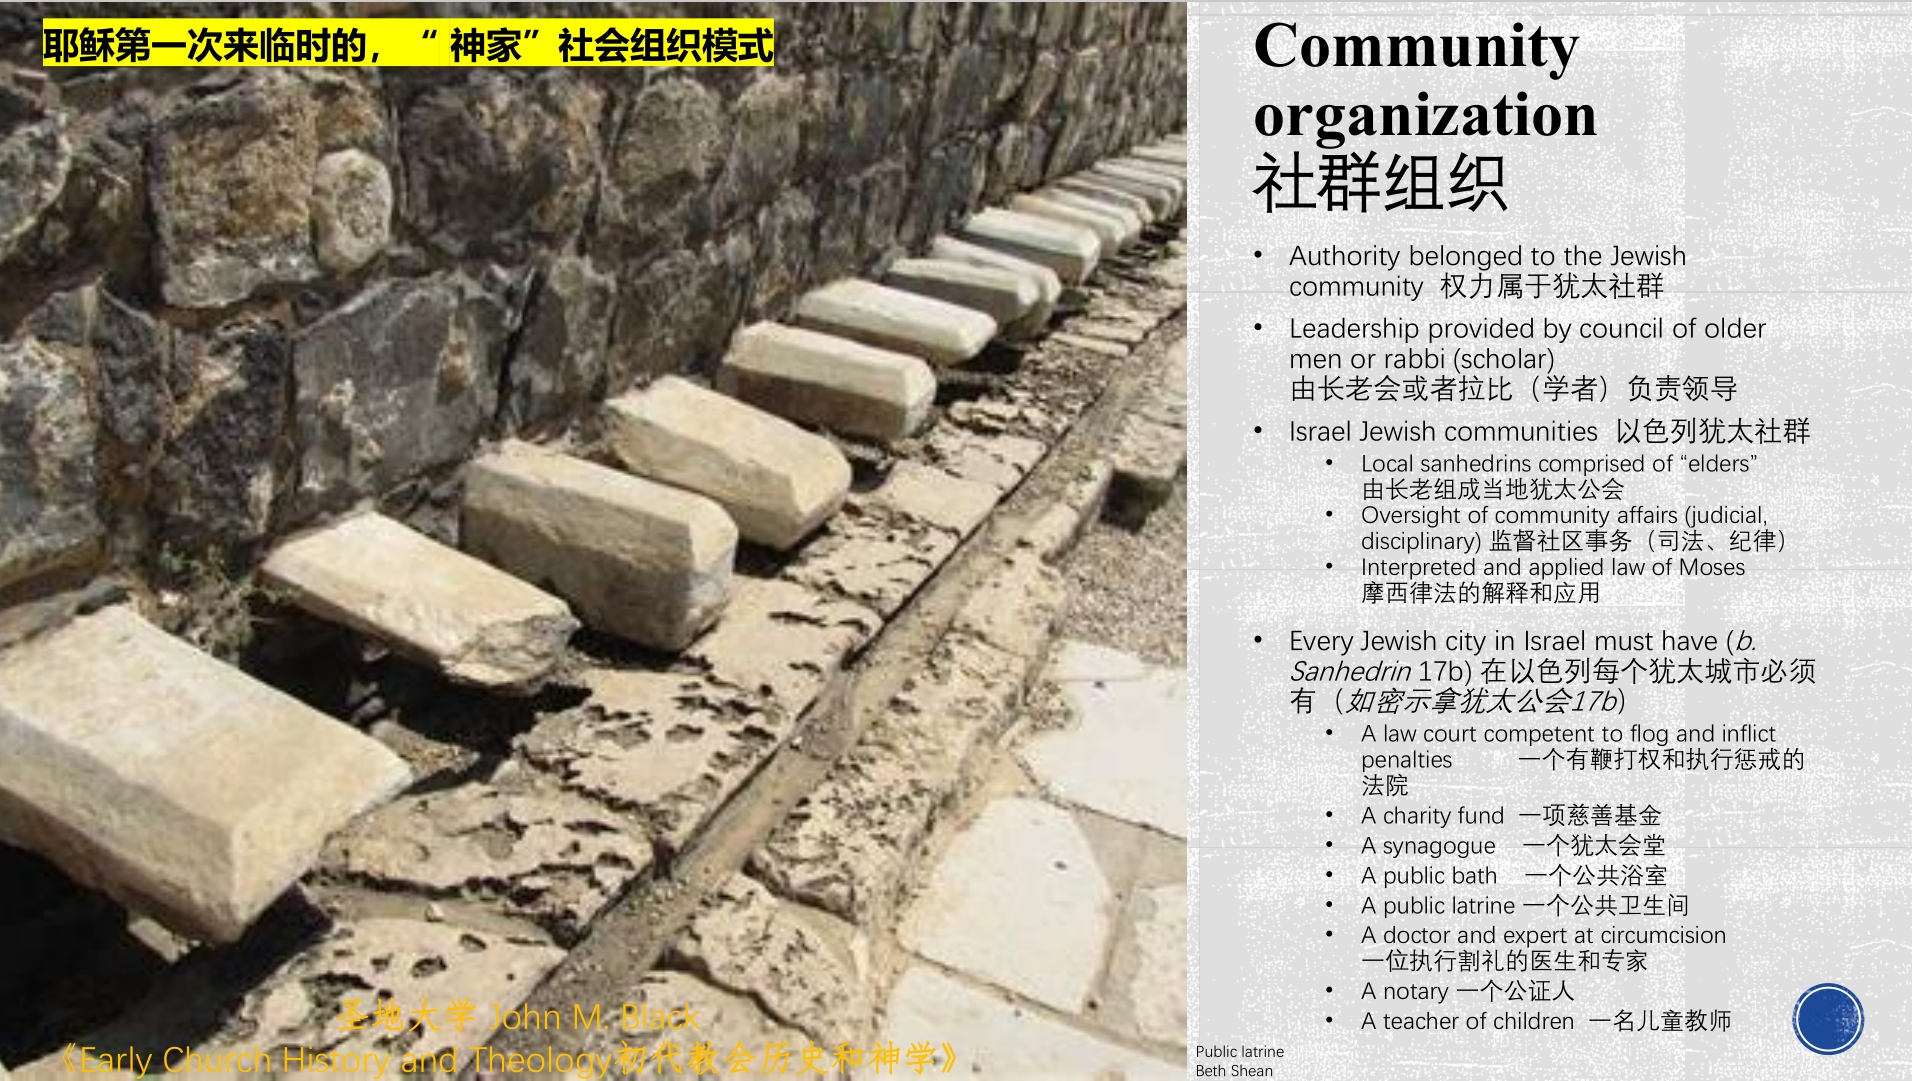 耶稣第一次来临时的，“ 神家”社会组织模式
Community
organization
社群组织
• Authority belonged to the Jewish
community 权力属于犹太社群
• Leadership provided by council of older
men or rabbi (scholar)
由长老会或者拉比（学者）负责领导
• Israel Jewish communities 以色列犹太社群
• Local sanhedrins comprised of “elders”
由长老组成当地犹太公会
• Oversight of community affairs (judicial,
disciplinary) 监督社区事务（司法、纪律）
• Interpreted and applied law of Moses
摩西律法的解释和应用
• Every Jewish city in Israel must have (b.
Sanhedrin 17b) 在以色列每个犹太城市必须
有（如密示拿犹太公会17b）
• A law court competent to flog and inflict
penalties 一个有鞭打权和执行惩戒的
法院
• A charity fund 一项慈善基金
• A synagogue 一个犹太会堂
• A public bath 一个公共浴室
• A public latrine 一个公共卫生间
• A doctor and expert at circumcision
一位执行割礼的医生和专家
• A notary 一个公证人
• A teacher of children 一名儿童教师
圣地大学 John M. Black
《Early Church History and Theology初代教会历史和神学》
Public latrine
Beth Shean